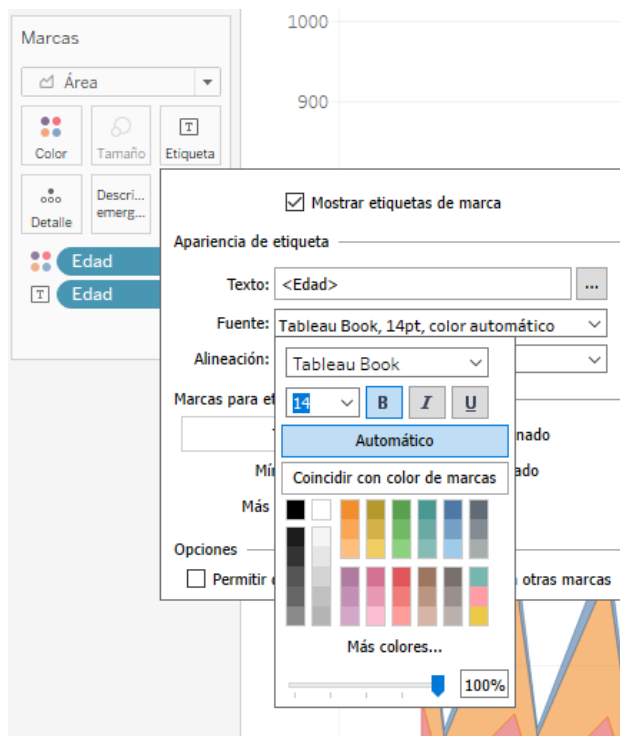 Marcas
Área
Color
Tamaño
Etiqueta
Detalle
Descri...
emerg...
Edad
Edad
1000
900
Mostrar etiquetas de marca
Apariencia de etiqueta
Texto:
<Edad>
...
Fuente:
Tableau Book, 14pt, color automático
Alineación:
Tableau Book
14
B
I
U
Marcas para et
nado
Automático
Mí
ado
Coincidir con color de marcas
Más
Opciones
Permitir
otras marcas
Más colores...
100%